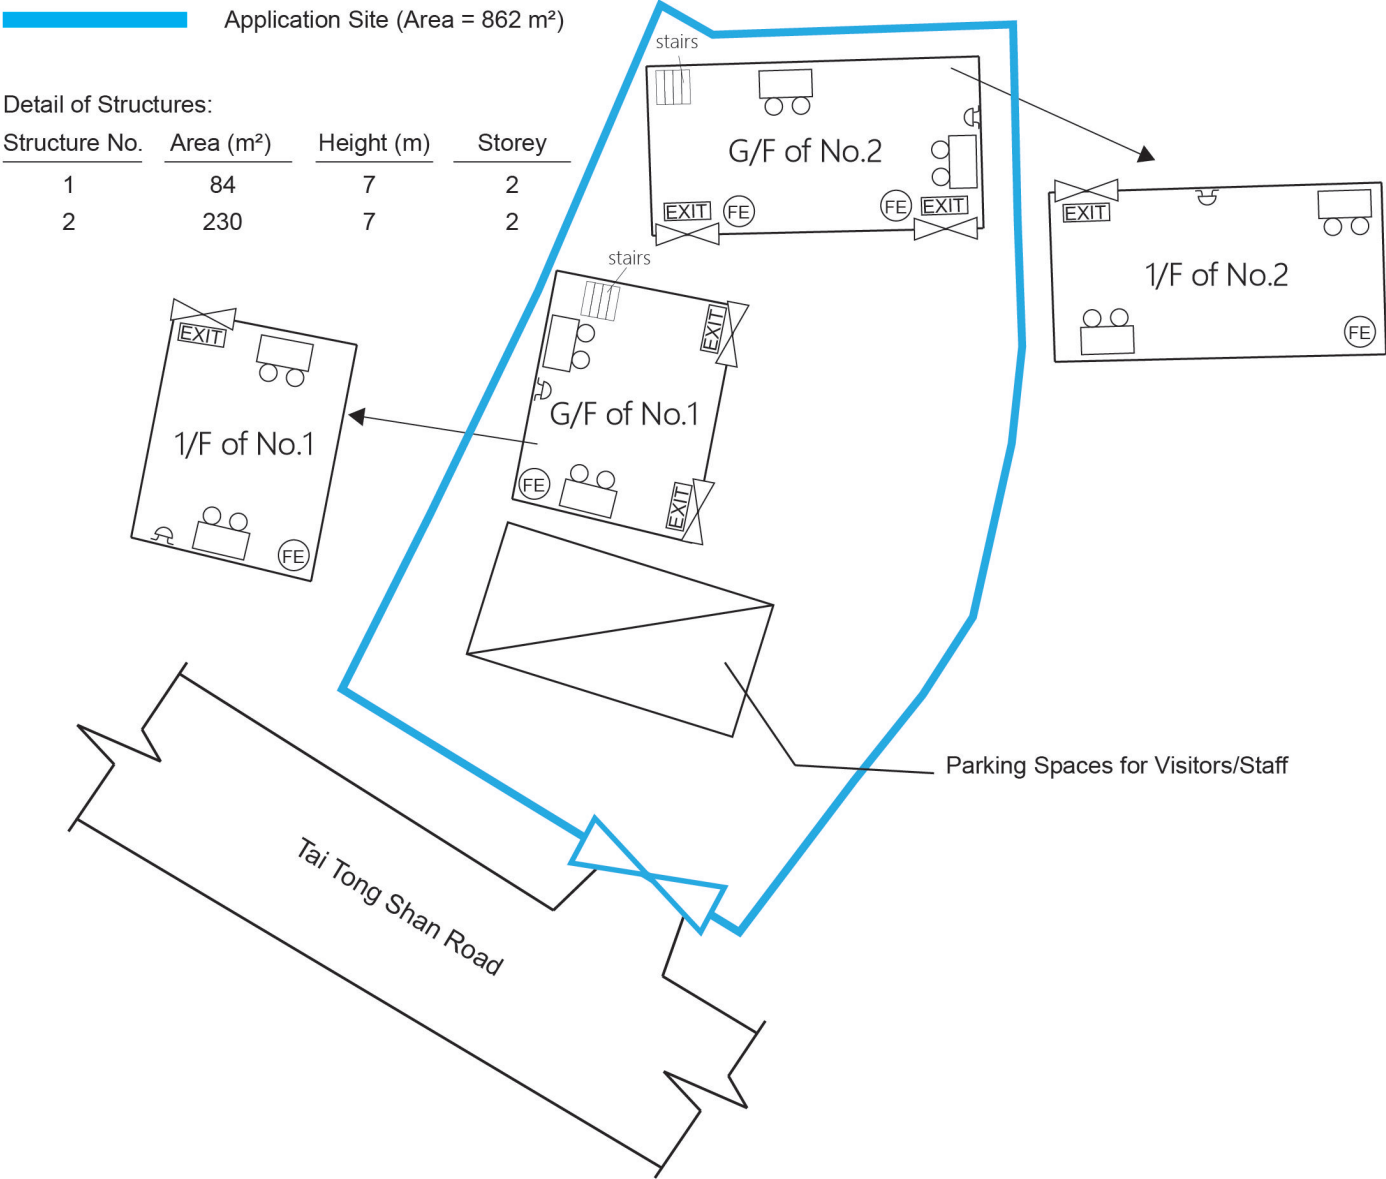 Application Site (Area = 862 m²)
Detail of Structures:
Structure No. Area (m²) Height (m) Storey
1 84 7 2
2 230 7 2
stairs
G/F of No.2
EXIT FE FE EXIT
EXIT
1/F of No.2
FE
stairs
EXIT
G/F of No.1
FE
EXIT
EXIT
1/F of No.1
FE
Parking Spaces for Visitors/Staff
Tai Tong Shan Road